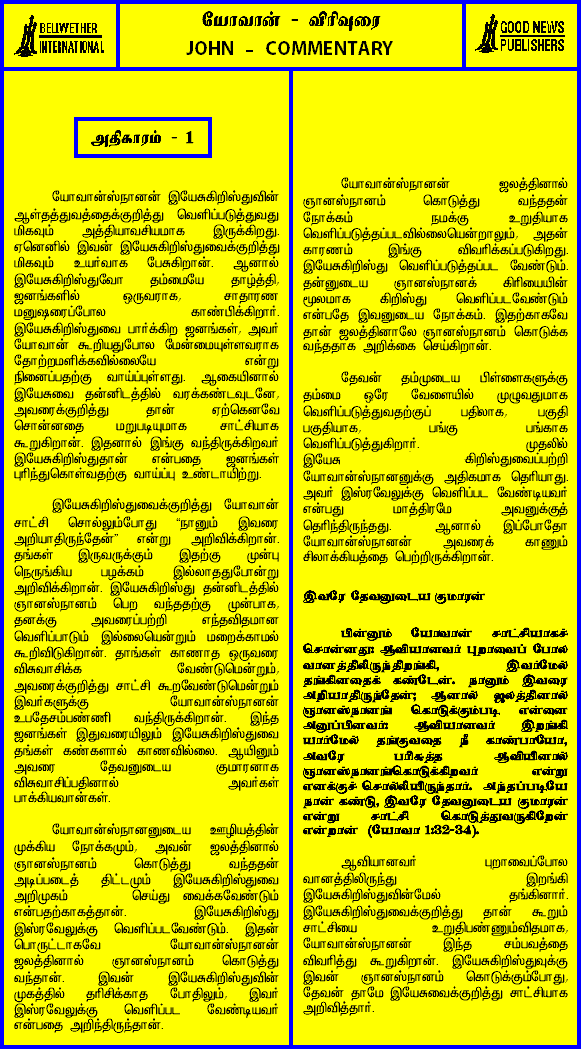 BELWETHER
INTERNATIONAL
யோவான் - விரிவுரை
JOHN - COMMENTARY
GOOD NEWS
PUBLISHERS
அதிகாரம் - 1
யோவான்ஸ்நானன் இயேசுகிறிஸ்துவின்
ஆள்தத்துவத்தைக்குறித்து வெளிப்படுத்துவது
மிகவும் அத்தியாவசியமாக இருக்கிறது.
ஏனெனில் இவன் இயேசுகிறிஸ்துவைக்குறித்து
மிகவும் உயர்வாக பேசுகிறான். ஆனால்
இயேசுகிறிஸ்துவோ தம்மையே தாழ்த்தி,
ஜனங்களில் ஒருவராக, சாதாரண
மனுஷரைப்போல காண்பிக்கிறார்.
இயேசுகிறிஸ்துவை பார்க்கிற ஜனங்கள், அவர்
யோவான் கூறியதுபோல மேன்மையுள்ளவராக
தோற்றமளிக்கவில்லையே என்று
நினைப்பதற்கு வாய்ப்புள்ளது. ஆகையினால்
இயேசுவை தன்னிடத்தில் வரக்கண்டவுடனே,
அவரைக்குறித்து தான் ஏற்கெனவே
சொன்னதை மறுபடியுமாக சாட்சியாக
கூறுகிறான். இதனால் இங்கு வந்திருக்கிறவர்
இயேசுகிறிஸ்துதான் என்பதை ஜனங்கள்
புரிந்துகொள்வதற்கு வாய்ப்பு உண்டாயிற்று.
இயேசுகிறிஸ்துவைக்குறித்து யோவான்
சாட்சி சொல்லும்போது “நானும் இவரை
அறியாதிருந்தேன்” என்று அறிவிக்கிறான்.
தங்கள் இருவருக்கும் இதற்கு முன்பு
நெருங்கிய பழக்கம் இல்லாததுபோன்று
அறிவிக்கிறான். இயேசுகிறிஸ்து தன்னிடத்தில்
ஞானஸ்நானம் பெற வந்ததற்கு முன்பாக,
தனக்கு அவரைப்பற்றி எந்தவிதமான
வெளிப்பாடும் இல்லையென்றும் மறைக்காமல்
கூறிவிடுகிறான். தாங்கள் காணாத ஒருவரை
விசுவாசிக்க வேண்டுமென்றும்,
அவரைக்குறித்து சாட்சி கூறவேண்டுமென்றும்
இவர்களுக்கு யோவான்ஸ்நானன்
உபதேசம்பண்ணி வந்திருக்கிறான். இந்த
ஜனங்கள் இதுவரையிலும் இயேசுகிறிஸ்துவை
தங்கள் கண்களால் காணவில்லை. ஆயினும்
அவரை தேவனுடைய குமாரனாக
விசுவாசிப்பதினால் அவர்கள்
பாக்கியவான்கள்.
யோவான்ஸ்நானனுடைய ஊழியத்தின்
முக்கிய நோக்கமும், அவன் ஜலத்தினால்
ஞானஸ்நானம் கொடுத்து வந்ததன்
அடிப்படைத் திட்டமும் இயேசுகிறிஸ்துவை
அறிமுகம் செய்து வைக்கவேண்டும்
என்பதற்காகத்தான். இயேசுகிறிஸ்து
இஸ்ரவேலுக்கு வெளிப்படவேண்டும். இதன்
பொருட்டாகவே யோவான்ஸ்நானன்
ஜலத்தினால் ஞானஸ்நானம் கொடுத்து
வந்தான். இவன் இயேசுகிறிஸ்துவின்
முகத்தில் தரிசிக்காத போதிலும், இவர்
இஸ்ரவேலுக்கு வெளிப்பட வேண்டியவர்
என்பதை அறிந்திருந்தான்.
யோவான்ஸ்நானன் ஜலத்தினால்
ஞானஸ்நானம் கொடுத்து வந்ததன்
நோக்கம் நமக்கு உறுதியாக
வெளிப்படுத்தப்படவில்லையென்றாலும், அதன்
காரணம் இங்கு விவரிக்கப்படுகிறது.
இயேசுகிறிஸ்து வெளிப்படுத்தப்பட வேண்டும்.
தன்னுடைய ஞானஸ்நானக் கிரியையின்
மூலமாக கிறிஸ்து வெளிப்படவேண்டும்
என்பதே இவனுடைய நோக்கம். இதற்காகவே
தான் ஜலத்தினாலே ஞானஸ்நானம் கொடுக்க
வந்ததாக அறிக்கை செய்கிறான்.
தேவன் தம்முடைய பிள்ளைகளுக்கு
தம்மை ஒரே வேளையில் முழுவதுமாக
வெளிப்படுத்துவதற்குப் பதிலாக, பகுதி
பகுதியாக, பங்கு பங்காக
வெளிப்படுத்துகிறார். முதலில்
இயேசு கிறிஸ்துவைப்பற்றி
யோவான்ஸ்நானனுக்கு அதிகமாக தெரியாது.
அவர் இஸ்ரவேலுக்கு வெளிப்பட வேண்டியவர்
என்பது மாத்திரமே அவனுக்குத்
தெரிந்திருந்தது. ஆனால் இப்போதோ
யோவான்ஸ்நானன் அவரைக் காணும்
சிலாக்கியத்தை பெற்றிருக்கிறான்.
இவரே தேவனுடைய குமாரன்
பின்னும் யோவான் சாட்சியாகச்
சொன்னது: ஆவியானவர் புறாவைப் போல
வானத்திலிருந்திறங்கி, இவர்மேல்
தங்கினதைக் கண்டேன். நானும் இவரை
அறியாதிருந்தேன்; ஆனால் ஜலத்தினால்
ஞானஸ்நானங் கொடுக்கும்படி என்னை
அனுப்பினவர்: ஆவியானவர் இறங்கி
யார்மேல் தங்குவதை நீ காண்பாயோ,
அவரே பரிசுத்த ஆவியினால்
ஞானஸ்நானங்கொடுக்கிறவர் என்று
எனக்குச் சொல்லியிருந்தார். அந்தப்படியே
நான் கண்டு, இவரே தேவனுடைய குமாரன்
என்று சாட்சி கொடுத்துவருகிறேன்
என்றான் (யோவா 1:32-34).
ஆவியானவர் புறாவைப்போல
வானத்திலிருந்து இறங்கி
இயேசுகிறிஸ்துவின்மேல் தங்கினார்.
இயேசுகிறிஸ்துவைக்குறித்து தான் கூறும்
சாட்சியை உறுதிபண்ணும்விதமாக,
யோவான்ஸ்நானன் இந்த சம்பவத்தை
விவரித்து கூறுகிறான். இயேசுகிறிஸ்துவுக்கு
இவன் ஞானஸ்நானம் கொடுக்கும்போது,
தேவன் தாமே இயேசுவைக்குறித்து சாட்சியாக
அறிவித்தார்.